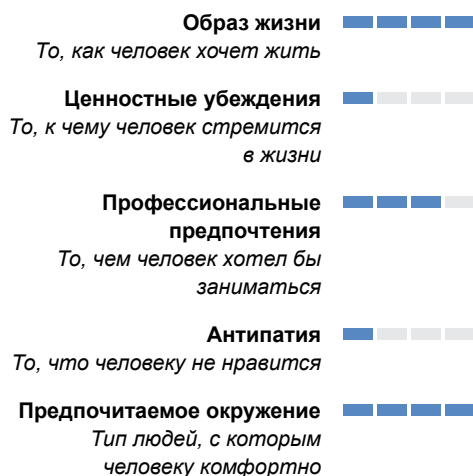 Образ жизни
То, как человек хочет жить
Ценностные убеждения
То, к чему человек стремится
в жизни
Профессиональные
предпочтения
То, чем человек хотел бы
заниматься
Антипатия
То, что человеку не нравится
Предпочитаемое окружение
Тип людей, с которым
человеку комфортно